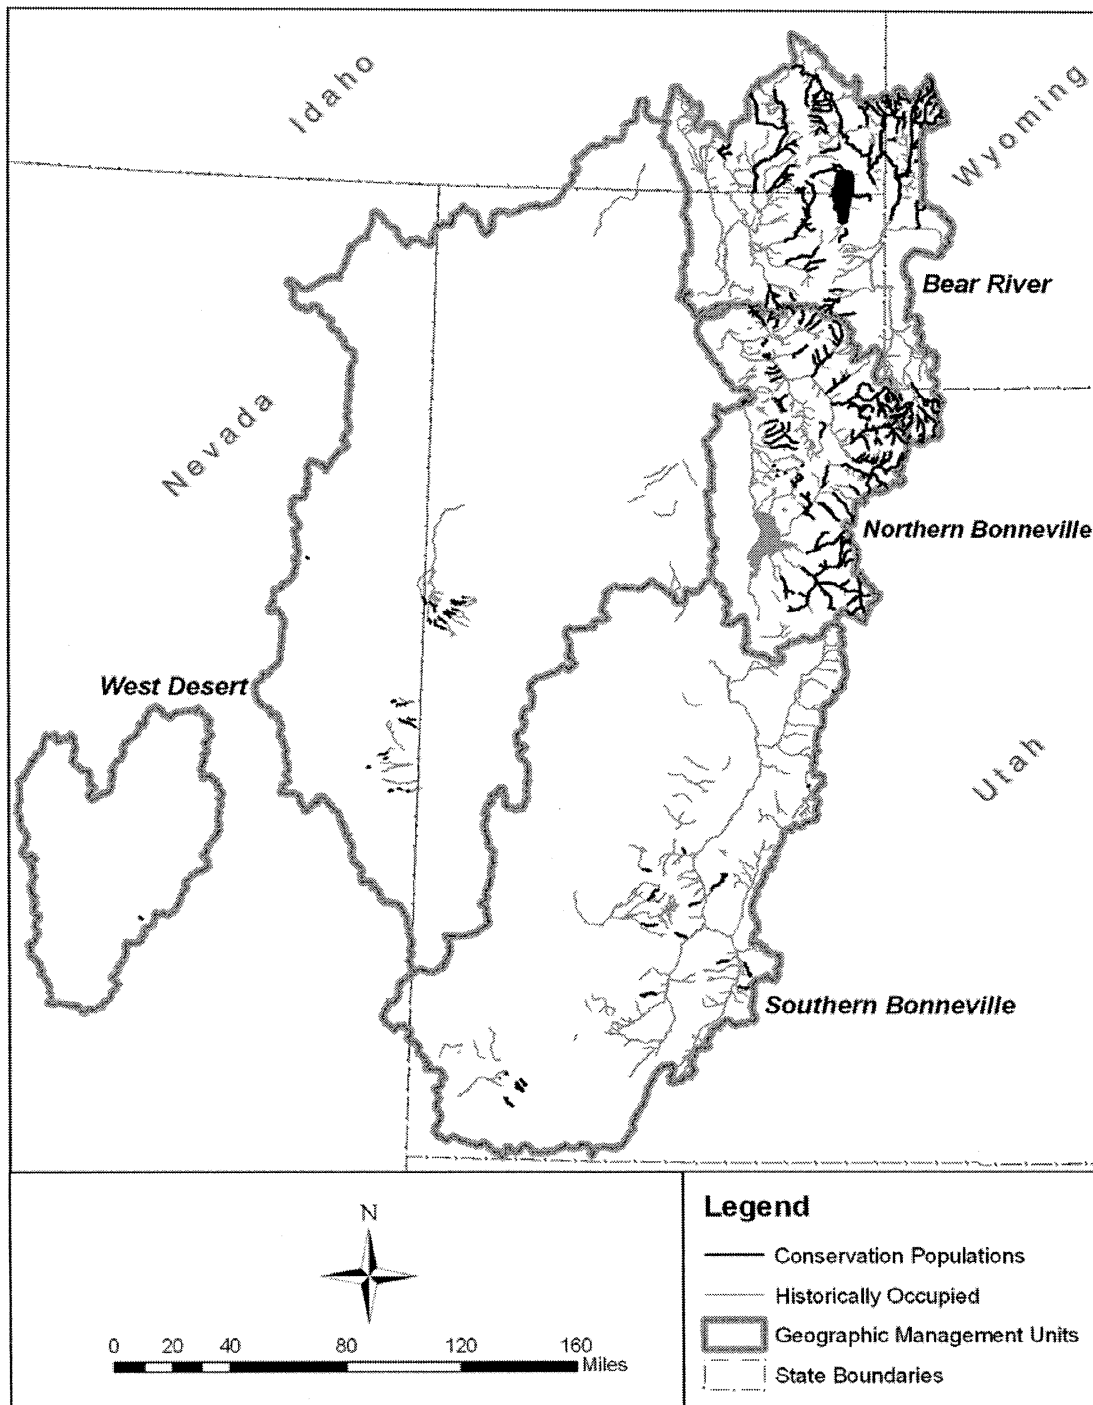 Idaho
Wyoming
Bear River
Nevada
Northern Bonneville
West Desert
Utah
Southern Bonneville
N
0 20 40 80 120 160
Miles
Legend
Conservation Populations
Historically Occupied
Geographic Management Units
State Boundaries